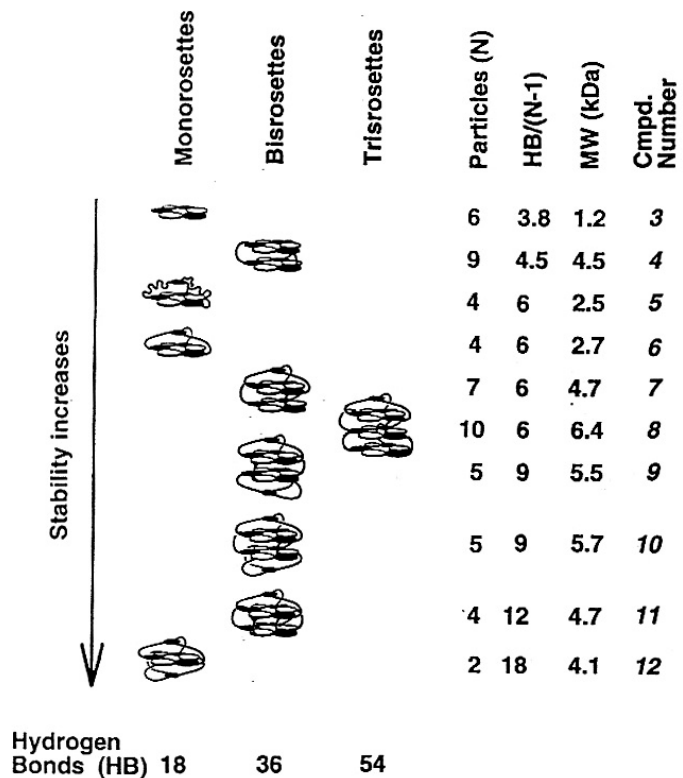 Monorosettes
Bisrosettes
Trisrosettes
Particles (N)
HB/(N-1)
MW (kDa)
Cmpd.
Number
Stability increases
6 3.8 1.2 3
9 4.5 4.5 4
4 6 2.5 5
4 6 2.7 6
7 6 4.7 7
10 6 6.4 8
5 9 5.5 9
5 9 5.7 10
4 12 4.7 11
2 18 4.1 12
Hydrogen
Bonds (HB) 18 36 54